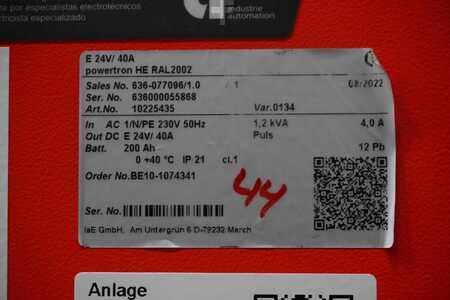 por especialistas electrotécnicos
ctricista especializado
industrie
automation
E 24V/ 40A
powertron HE RAL2002
Sales No. 636-077096/1.0 / 1 08/2022
Ser. No. 636000055868
Art.No. 10225435 Var.0134
In AC 1/N/PE 230V 50Hz 1,2 kVA 4,0 A
Out DC E 24V/ 40A Puls
Batt. 200 Ah 12 Pb
0 +40 °C IP 21 cl.1
Order No.BE10-1074341
44
Ser. No.
IaE GmbH, Am Untergrün 6 D-79232 March
Anlage